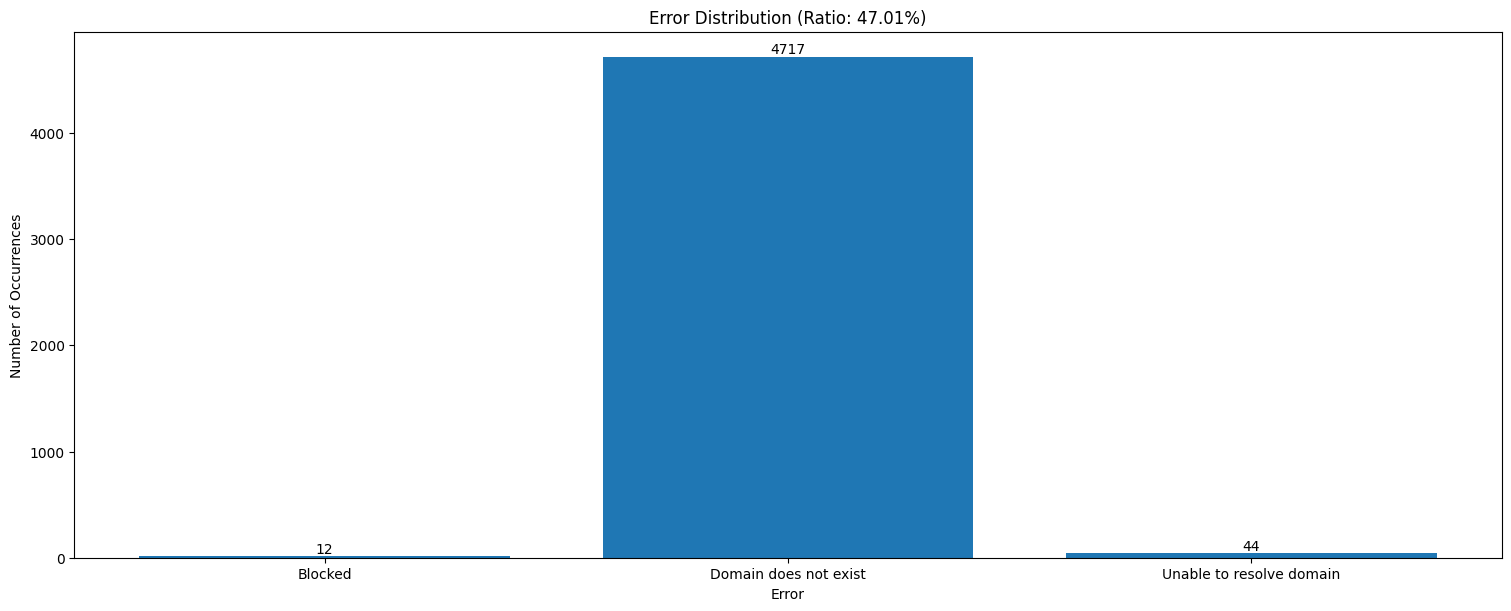 Error Distribution (Ratio: 47.01%)
4717
4000
3000
2000
1000
0
Number of Occurrences
12
44
Blocked
Domain does not exist
Unable to resolve domain
Error